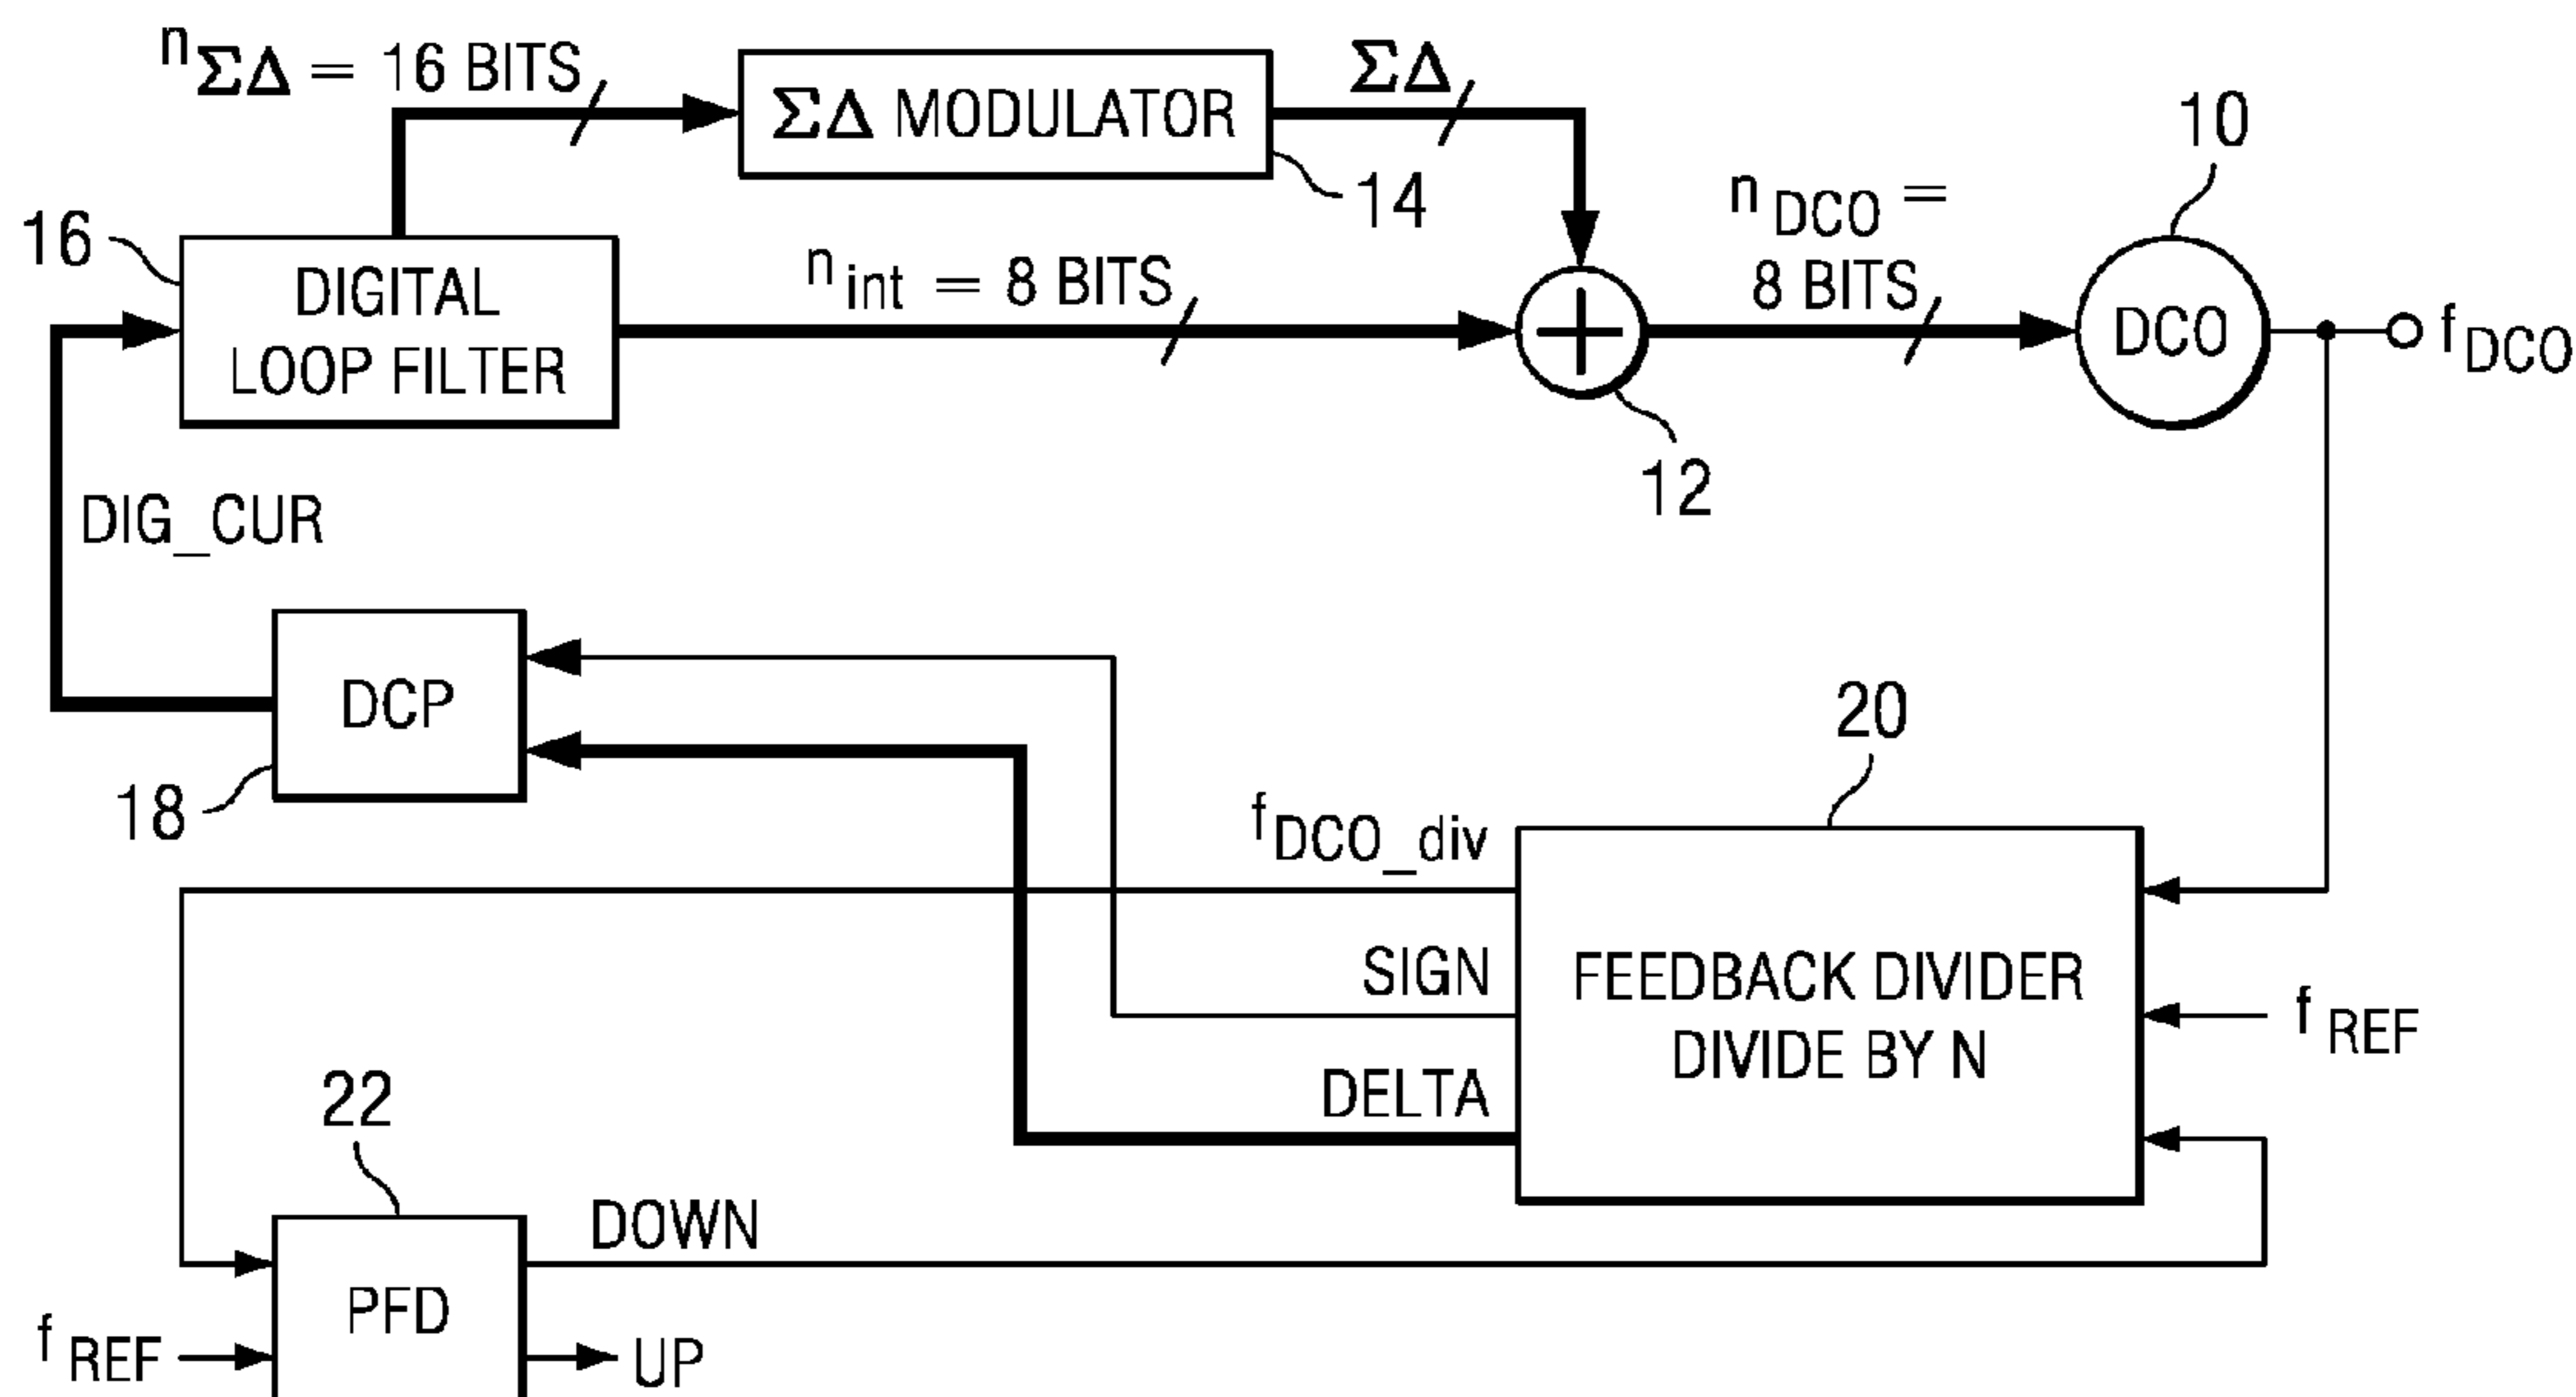 nΣΔ = 16 BITS
ΣΔ MODULATOR
14
ΣΔ
10
16
DIGITAL
LOOP FILTER
nint = 8 BITS
12
nDCO =
8 BITS
DCO
fDCO
DIG_CUR
DCP
18
20
fDCO_div
SIGN
DELTA
FEEDBACK DIVIDER
DIVIDE BY N
fREF
22
PFD
DOWN
fREF
UP